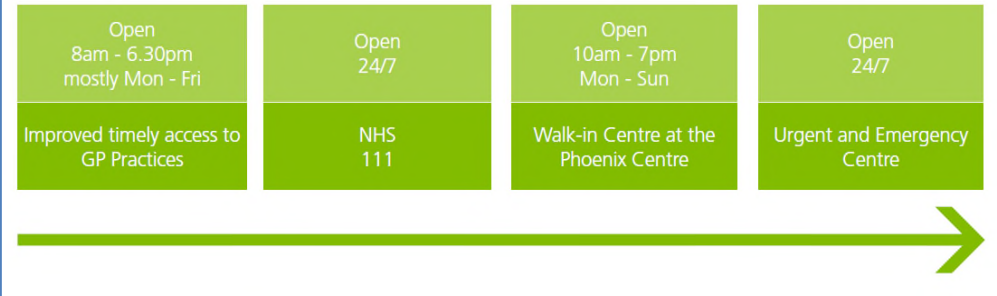 Open
8am - 6.30pm
mostly Mon - Fri
Improved timely access to
GP Practices
Open
24/7
NHS
111
Open
10am - 7pm
Mon - Sun
Walk-in Centre at the
Phoenix Centre
Open
24/7
Urgent and Emergency
Centre